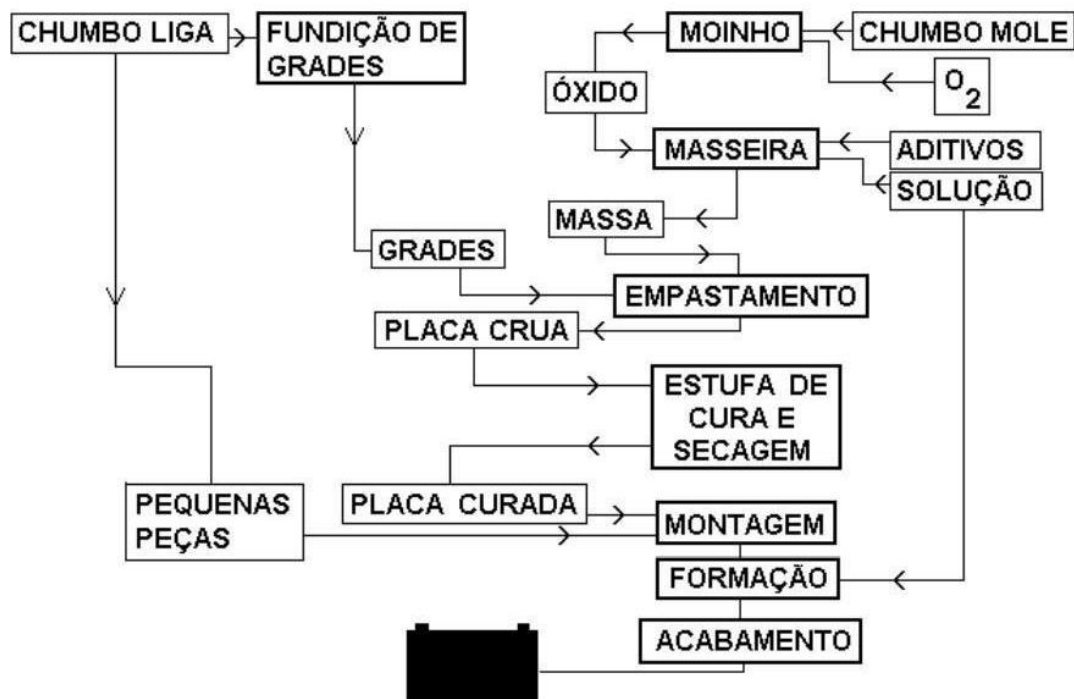 CHUMBO LIGA
FUNDIÇÃO DE
GRADES
MOINHO
CHUMBO MOLE
O2
ÓXIDO
MASSEIRA
ADITIVOS
SOLUÇÃO
MASSA
GRADES
EMPASTAMENTO
PLACA CRUA
ESTUFA DE
CURA E
SECAGEM
PLACA CURADA
PEQUENAS
PEÇAS
MONTAGEM
FORMAÇÃO
ACABAMENTO